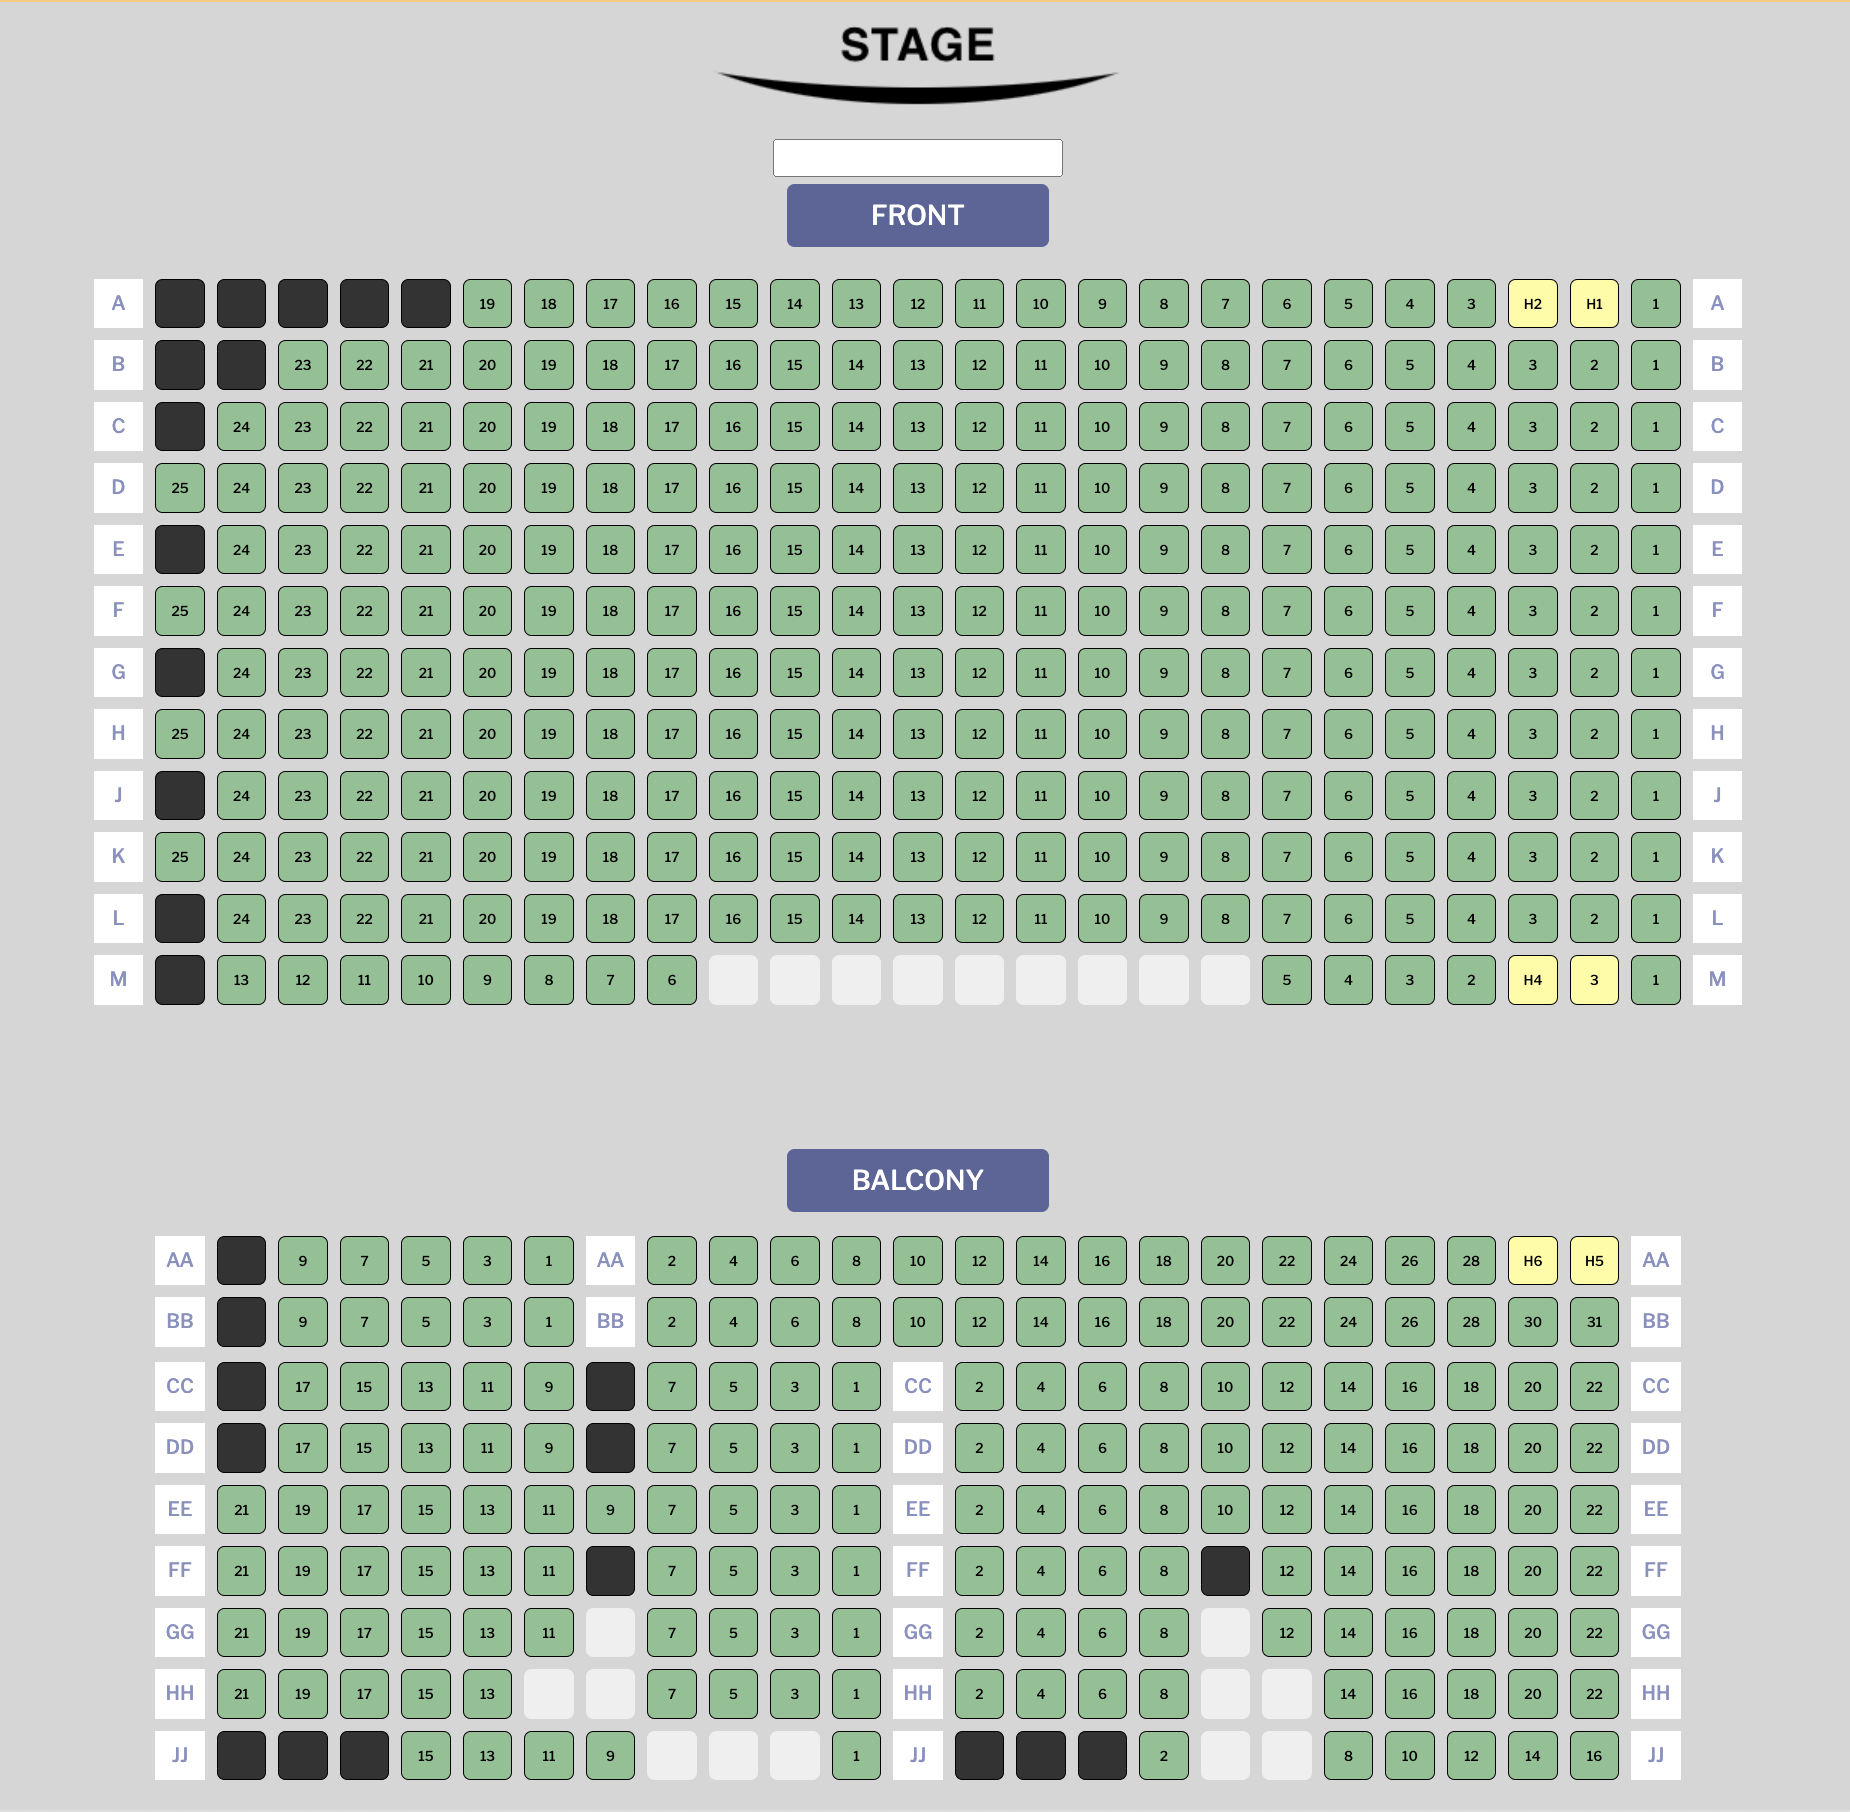 STAGE
FRONT
A 19 18 17 16 15 14 13 12 11 10 9 8 7 6 5 4 3 H2 H1 1 A
B 23 22 21 20 19 18 17 16 15 14 13 12 11 10 9 8 7 6 5 4 3 2 1 B
C 24 23 22 21 20 19 18 17 16 15 14 13 12 11 10 9 8 7 6 5 4 3 2 1 C
D 25 24 23 22 21 20 19 18 17 16 15 14 13 12 11 10 9 8 7 6 5 4 3 2 1 D
E 24 23 22 21 20 19 18 17 16 15 14 13 12 11 10 9 8 7 6 5 4 3 2 1 E
F 25 24 23 22 21 20 19 18 17 16 15 14 13 12 11 10 9 8 7 6 5 4 3 2 1 F
G 24 23 22 21 20 19 18 17 16 15 14 13 12 11 10 9 8 7 6 5 4 3 2 1 G
H 25 24 23 22 21 20 19 18 17 16 15 14 13 12 11 10 9 8 7 6 5 4 3 2 1 H
J 24 23 22 21 20 19 18 17 16 15 14 13 12 11 10 9 8 7 6 5 4 3 2 1 J
K 25 24 23 22 21 20 19 18 17 16 15 14 13 12 11 10 9 8 7 6 5 4 3 2 1 K
L 24 23 22 21 20 19 18 17 16 15 14 13 12 11 10 9 8 7 6 5 4 3 2 1 L
M 13 12 11 10 9 8 7 6 5 4 3 2 H4 3 1 M
BALCONY
AA 9 7 5 3 1 AA 2 4 6 8 10 12 14 16 18 20 22 24 26 28 H6 H5 AA
BB 9 7 5 3 1 BB 2 4 6 8 10 12 14 16 18 20 22 24 26 28 30 31 BB
CC 17 15 13 11 9 7 5 3 1 CC 2 4 6 8 10 12 14 16 18 20 22 CC
DD 17 15 13 11 9 7 5 3 1 DD 2 4 6 8 10 12 14 16 18 20 22 DD
EE 21 19 17 15 13 11 9 7 5 3 1 EE 2 4 6 8 10 12 14 16 18 20 22 EE
FF 21 19 17 15 13 11 7 5 3 1 FF 2 4 6 8 12 14 16 18 20 22 FF
GG 21 19 17 15 13 11 7 5 3 1 GG 2 4 6 8 12 14 16 18 20 22 GG
HH 21 19 17 15 13 7 5 3 1 HH 2 4 6 8 14 16 18 20 22 HH
JJ 15 13 11 9 1 JJ 2 8 10 12 14 16 JJ